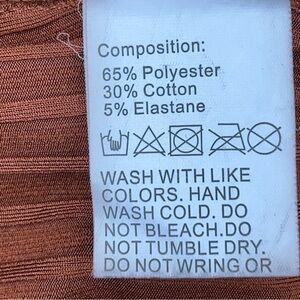 Composition:
65% Polyester
30% Cotton
5% Elastane
WASH WITH LIKE
COLORS. HAND
WASH COLD. DO
NOT BLEACH.DO
NOT TUMBLE DRY.
DO NOT WRING OR